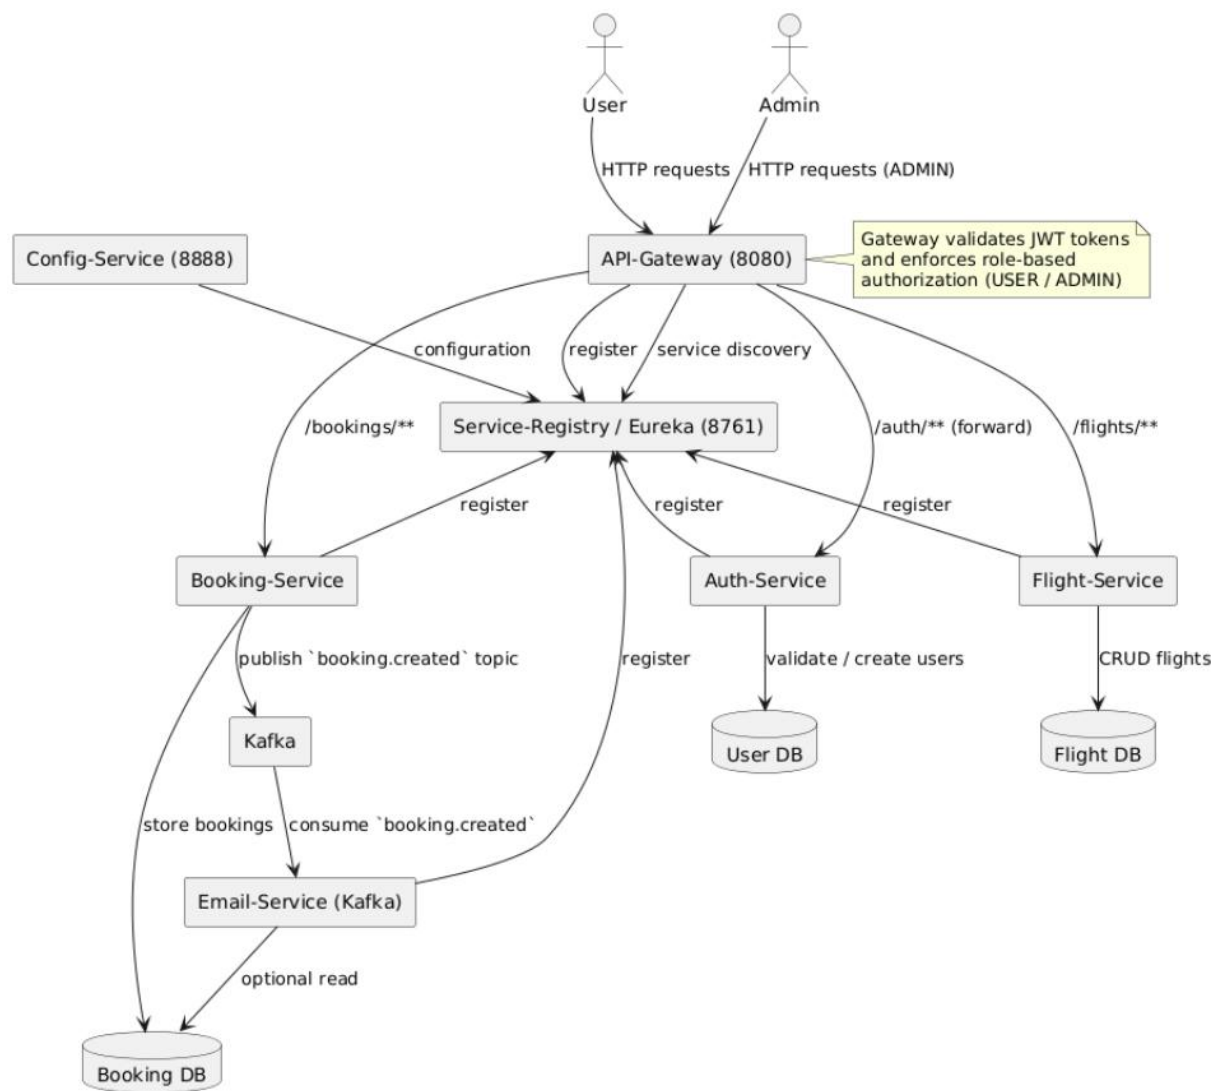 User
Admin
HTTP requests
HTTP requests (ADMIN)
Config-Service (8888)
API-Gateway (8080)
Gateway validates JWT tokens
and enforces role-based
authorization (USER / ADMIN)
configuration
register
service discovery
/bookings/**
Service-Registry / Eureka (8761)
/auth/** (forward)
/flights/**
register
register
register
Booking-Service
Auth-Service
Flight-Service
publish `booking.created` topic
register
validate / create users
CRUD flights
Kafka
User DB
Flight DB
store bookings
consume `booking.created`
Email-Service (Kafka)
optional read
Booking DB